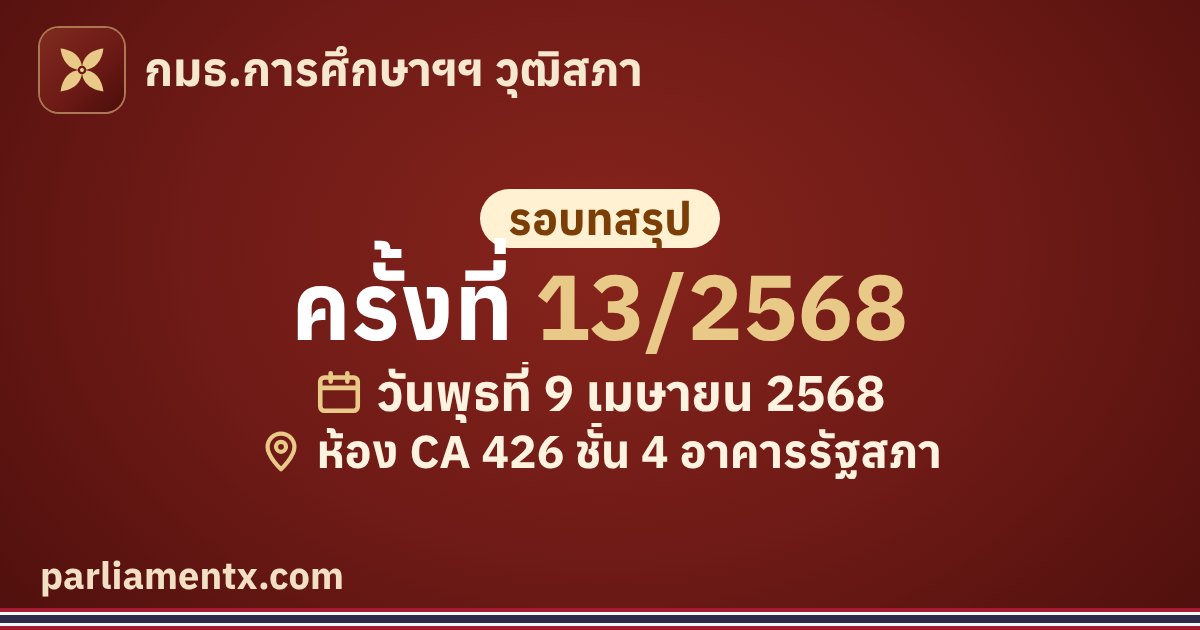 กมธ.การศึกษาฯฯ วุฒิสภา
รอบทสรุป
ครั้งที่ 13/2568
วันพุธที่ 9 เมษายน 2568
ห้อง CA 426 ชั้น 4 อาคารรัฐสภา
parliamentx.com